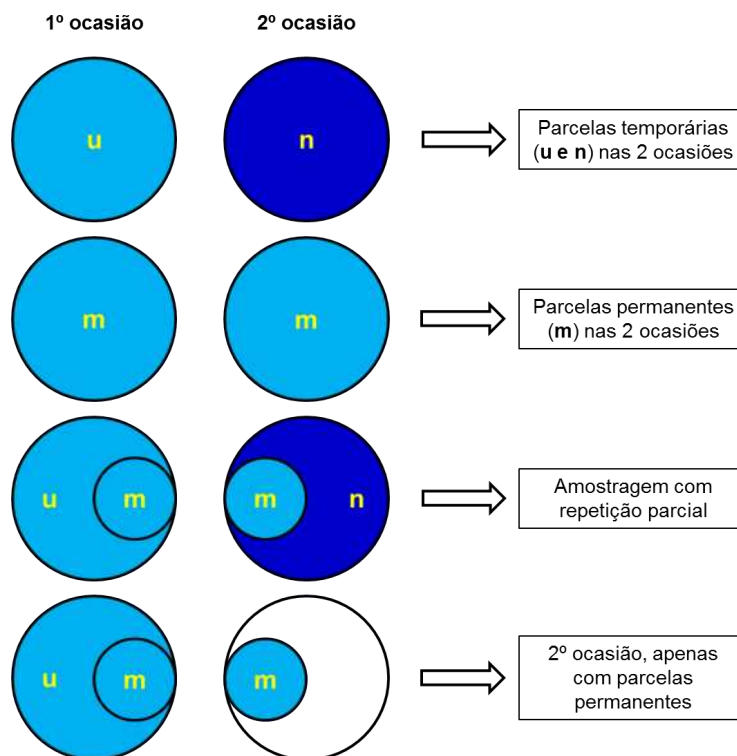 1º ocasião
2º ocasião
u
n
Parcelas temporárias
(u e n) nas 2 ocasiões
m
m
Parcelas permanentes
(m) nas 2 ocasiões
u
m
m
n
Amostragem com
repetição parcial
u
m
m
2º ocasião, apenas
com parcelas
permanentes